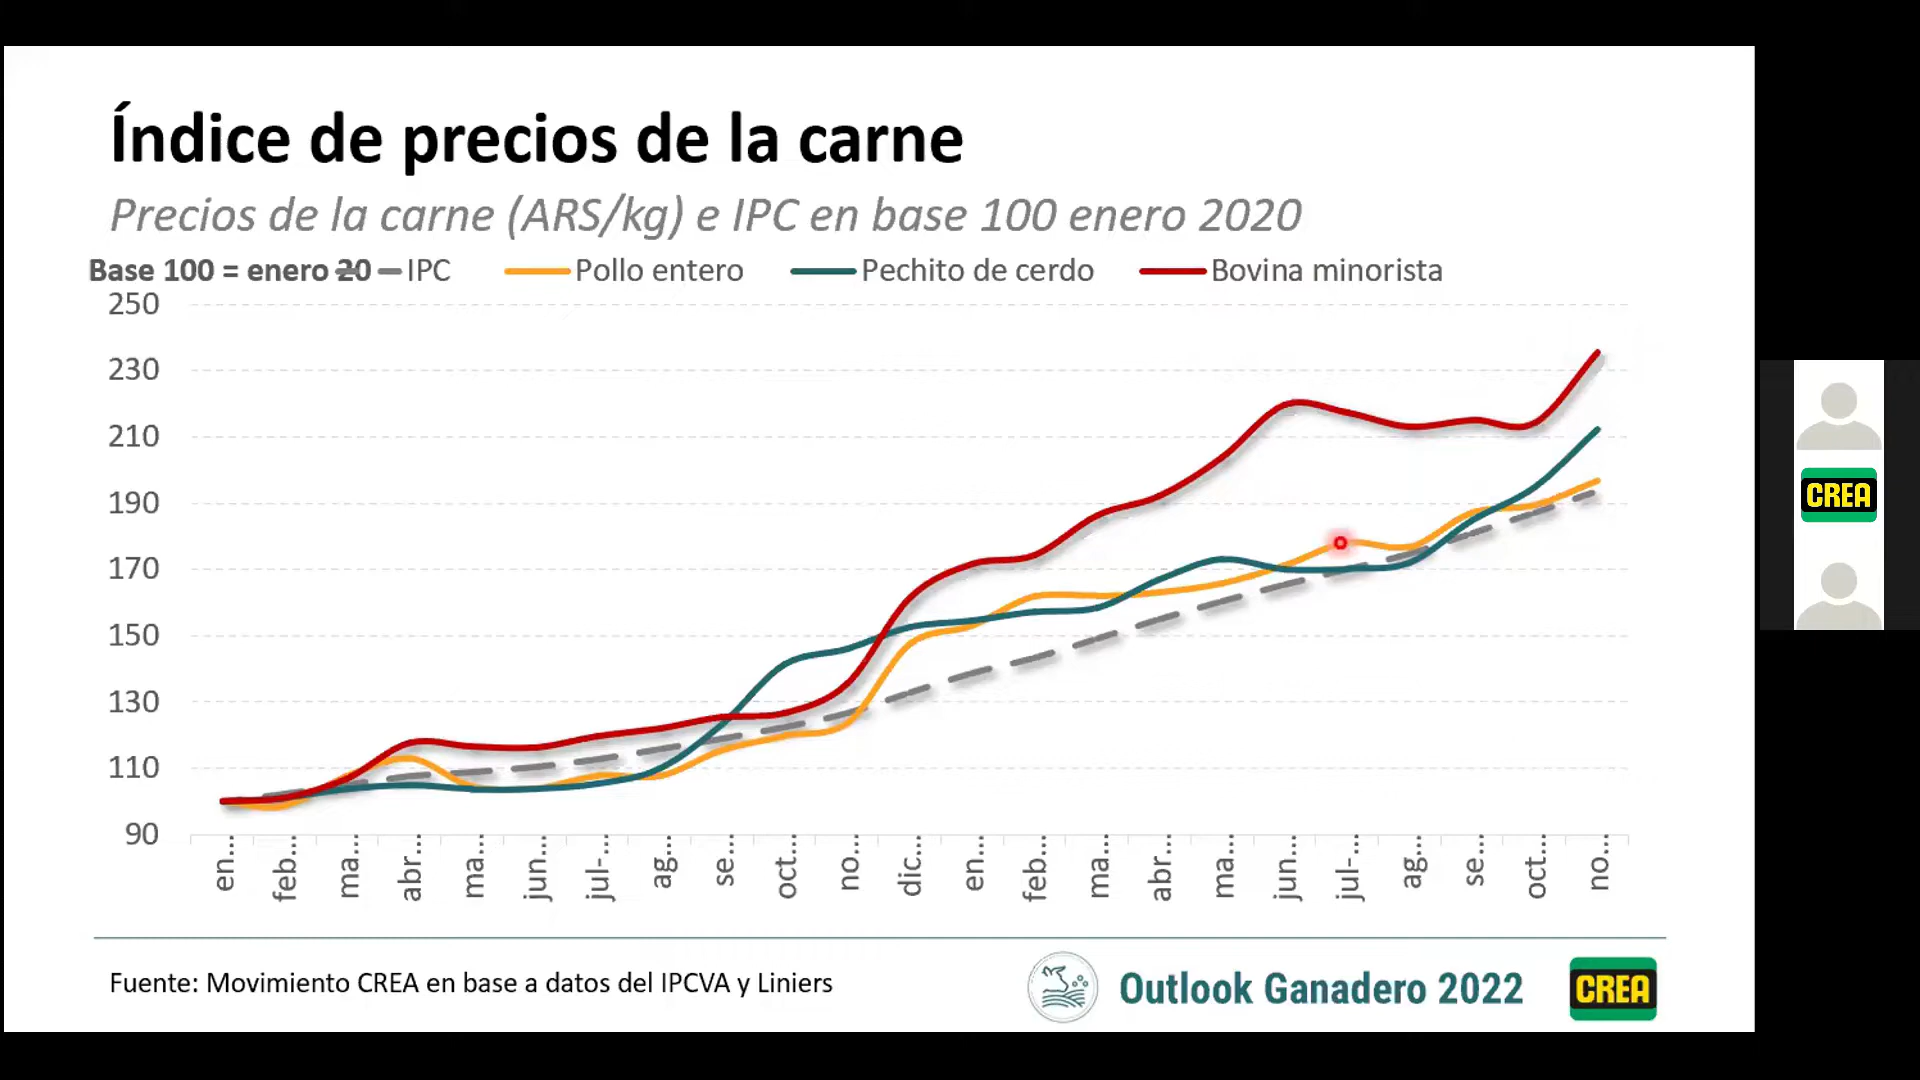 Índice de precios de la carne
Precios de la carne (ARS/kg) e IPC en base 100 enero 2020
Base 100 = enero 20 IPC Pollo entero Pechito de cerdo Bovina minorista
250
230
210
190
170
150
130
110
90
en... feb... ma... abr... ma... jun... jul-... ag... se... oct... no... dic... en... feb... ma... abr... ma... jun... jul-... ag... se... oct... no...
Fuente: Movimiento CREA en base a datos del IPCVA y Liniers
Outlook Ganadero 2022
CREA
CREA